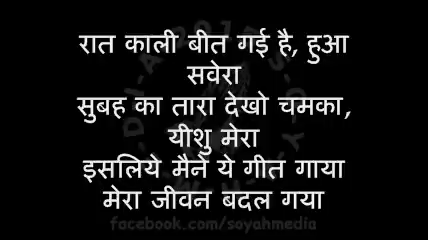 रात काली बीत गई है, हुआ
सवेरा
सुबह का तारा देखो चमका,
यीशु मेरा
इसलिये मैने ये गीत गाया
मेरा जीवन बदल गया
facebook.com/soyahmedia